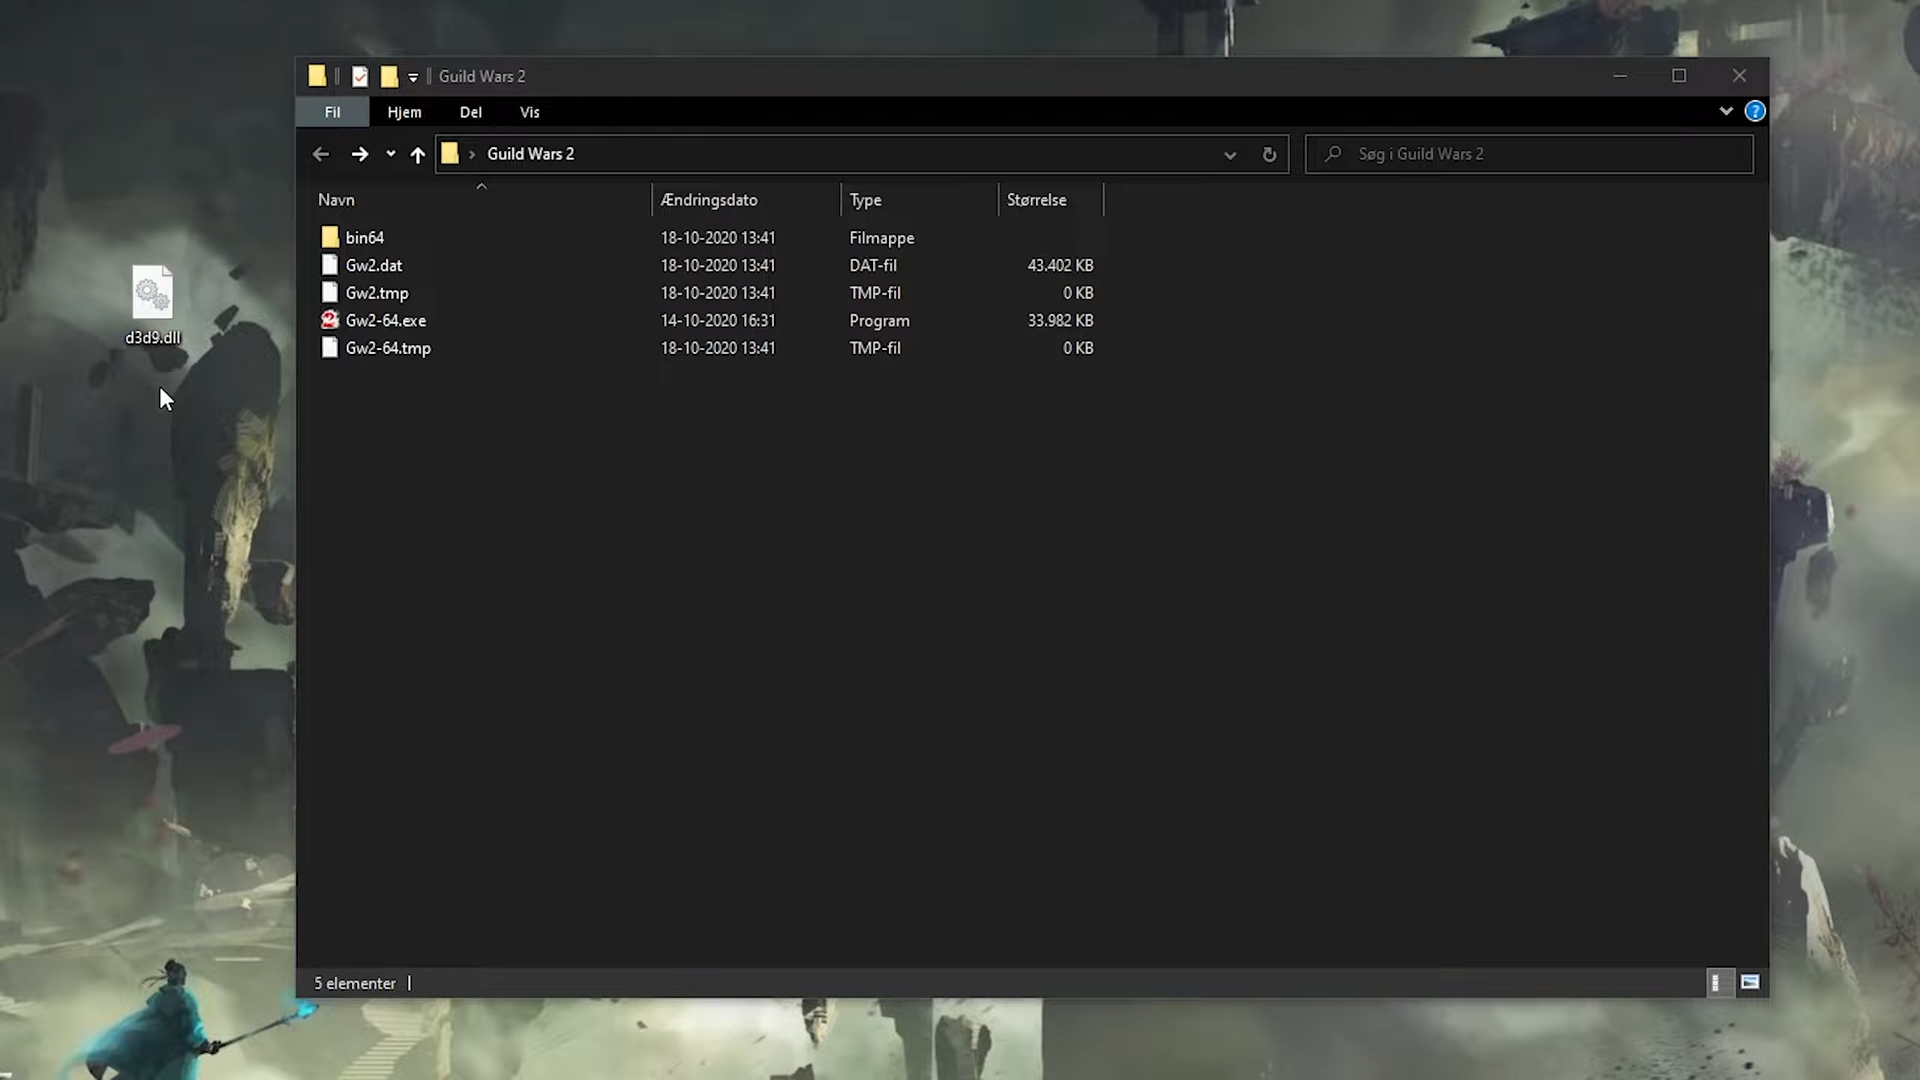 Guild Wars 2
Fil Hjem Del Vis
Guild Wars 2 Søg i Guild Wars 2
Navn Ændringsdato Type Størrelse
bin64 18-10-2020 13:41 Filmappe
Gw2.dat 18-10-2020 13:41 DAT-fil 43.402 KB
Gw2.tmp 18-10-2020 13:41 TMP-fil 0 KB
Gw2-64.exe 14-10-2020 16:31 Program 33.982 KB
Gw2-64.tmp 18-10-2020 13:41 TMP-fil 0 KB
d3d9.dll
5 elementer